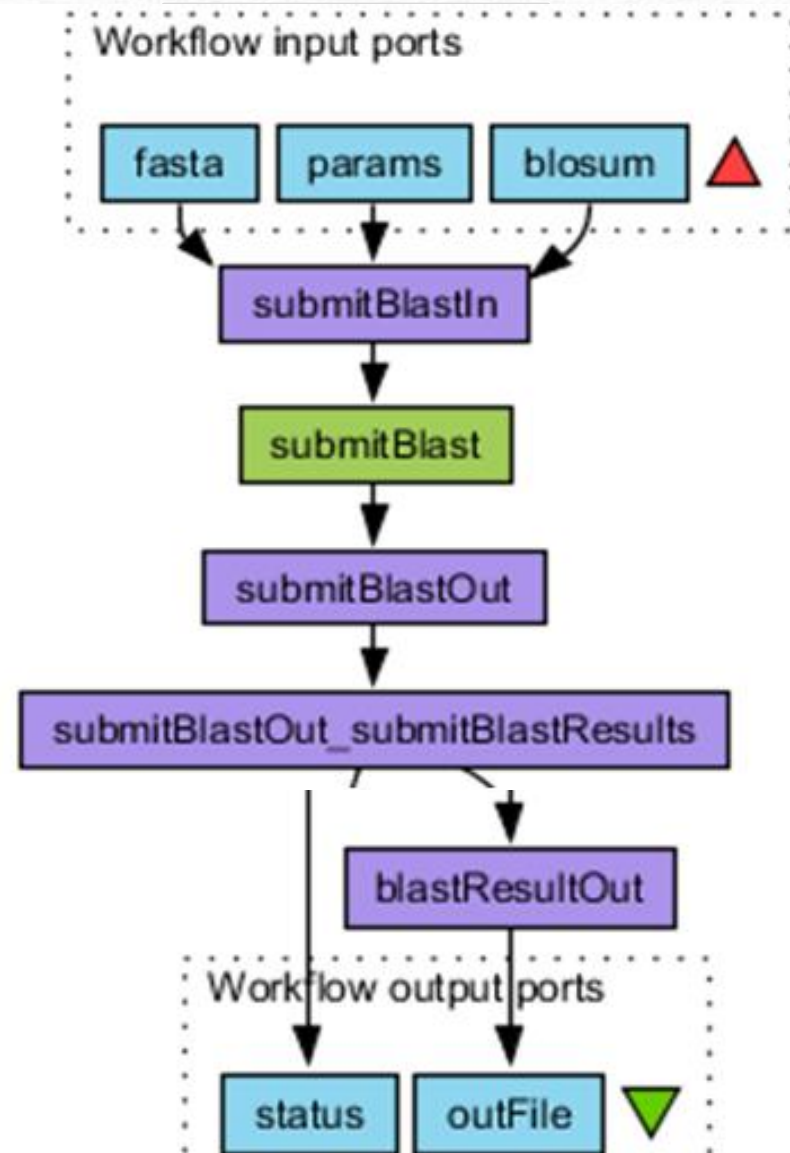 Workflow input ports
fasta params blosum
submitBlastIn
submitBlast
submitBlastOut
submitBlastOut_submitBlastResults
blastResultOut
Workflow output ports
status outFile